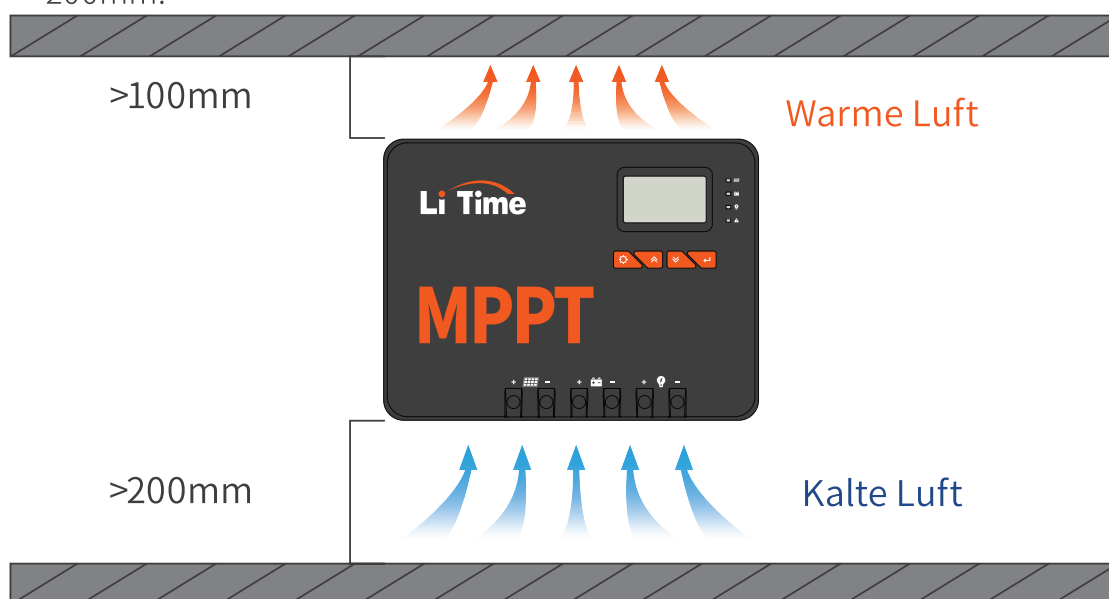 >100mm
Warme Luft
Li Time
MPPT
+ - + - + -
>200mm
Kalte Luft